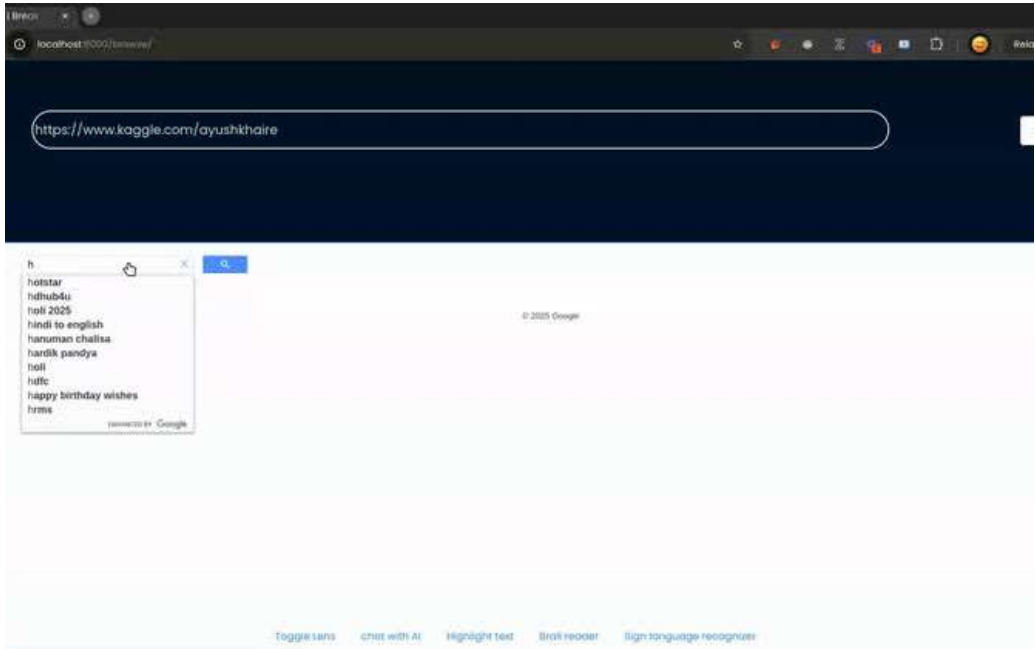 https://www.kaggle.com/ayushkhaire
h
hotstar
hdhub4u
holi 2025
hindi to english
hanuman chalisa
hardik pandya
holi
hdfc
happy birthday wishes
hrms
Google
© 2025 Google
Toggle Lens chat with AI Highlight text Brail reader Sign language recognizer